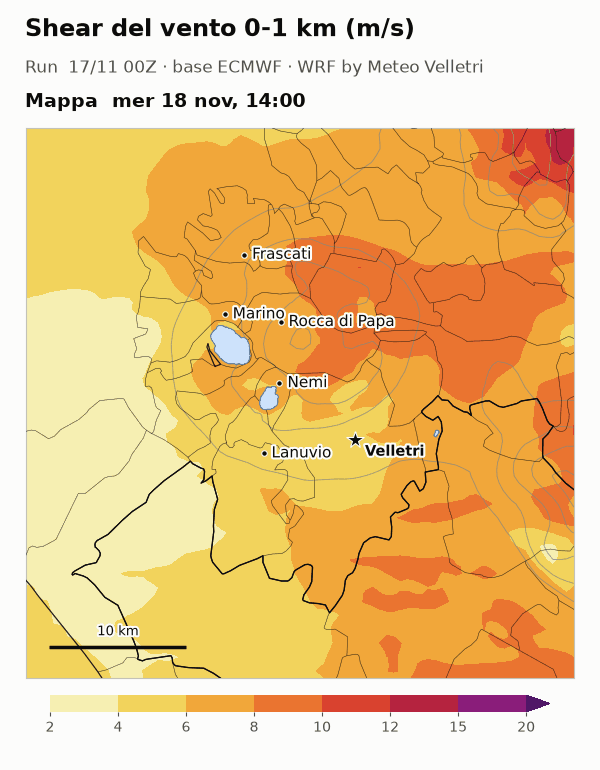 Shear del vento 0-1 km (m/s)
Run  17/11 00Z · base ECMWF · WRF by Meteo Velletri
Mappa  mer 18 nov, 14:00
Frascati
Marino
Rocca di Papa
Nemi
Velletri
Lanuvio
10 km
2 4 6 8 10 12 15 20